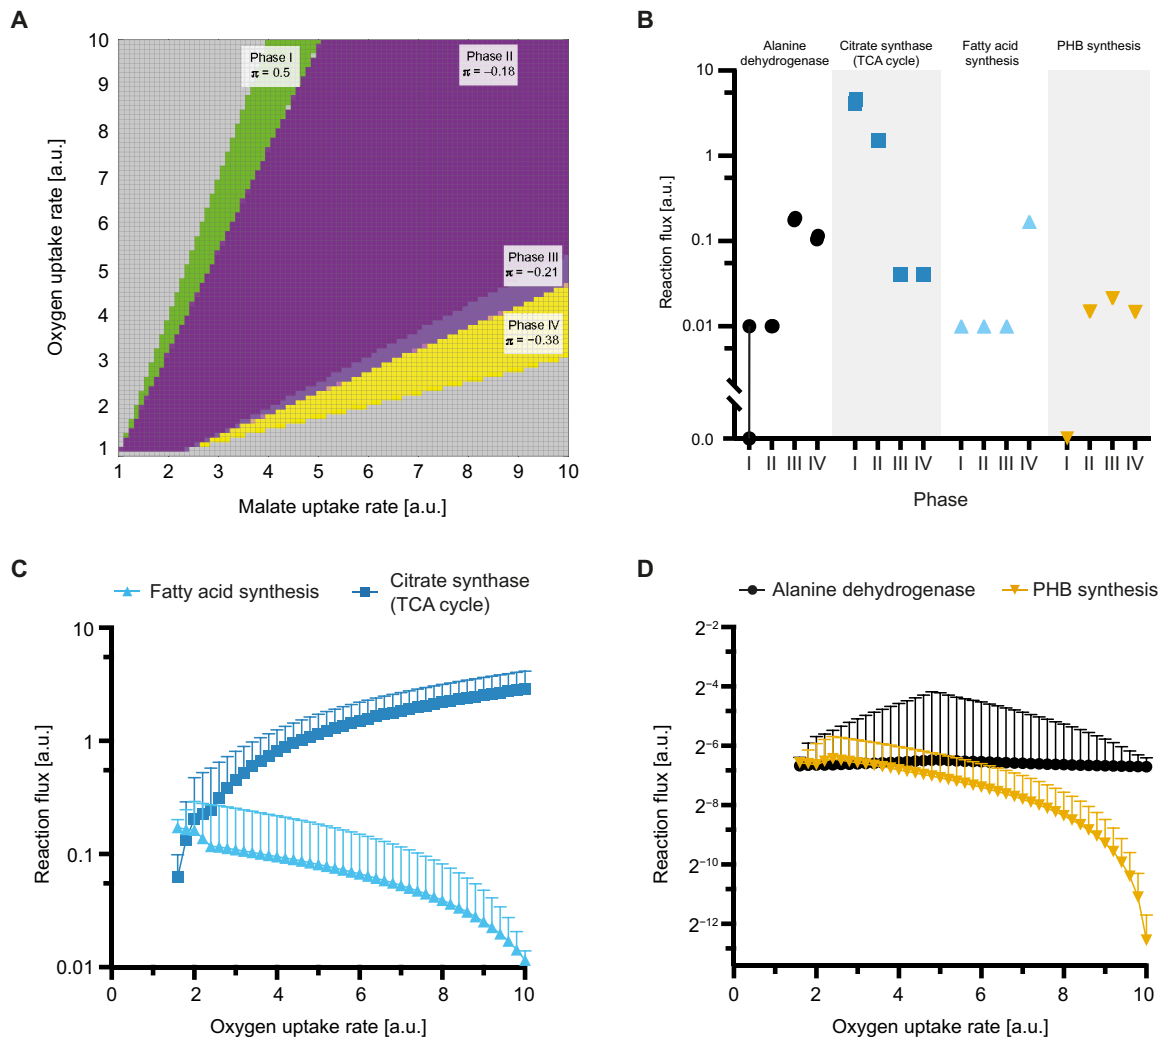 A
10
9
8
7
6
5
4
3
2
1
Oxygen uptake rate [a.u.]
Phase I
π = 0.5
Phase II
π = −0.18
Phase III
π = −0.21
Phase IV
π = −0.38
1 2 3 4 5 6 7 8 9 10
Malate uptake rate [a.u.]
B
Alanine
dehydrogenase
Citrate synthase
(TCA cycle)
Fatty acid
synthesis
PHB synthesis
10
1
0.1
0.01
0.0
Reaction flux [a.u.]
I II III IV I II III IV I II III IV I II III IV
Phase
C
Fatty acid synthesis
Citrate synthase
(TCA cycle)
10
1
0.1
0.01
Reaction flux [a.u.]
0 2 4 6 8 10
Oxygen uptake rate [a.u.]
D
Alanine dehydrogenase
PHB synthesis
2−2
2−4
2−6
2−8
2−10
2−12
Reaction flux [a.u.]
0 2 4 6 8 10
Oxygen uptake rate [a.u.]